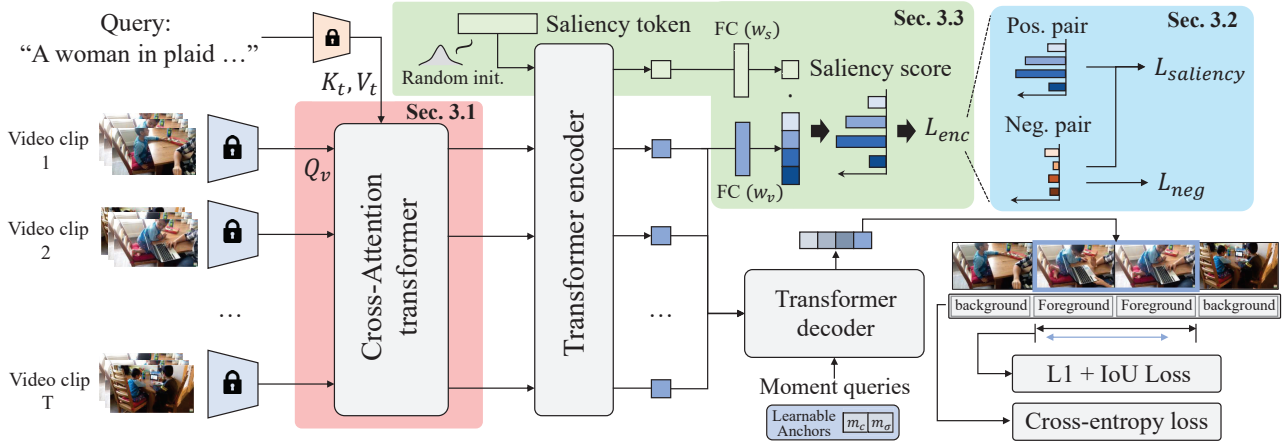 Query:
“A woman in plaid …”
K_t, V_t
Saliency token
Random init.
FC (w_s)
Saliency score
Sec. 3.3
L_enc
FC (w_v)
Pos. pair
Sec. 3.2
L_saliency
Neg. pair
L_neg
Sec. 3.1
Video clip
1
Q_v
Video clip
2
…
Video clip
T
Cross-Attention
transformer
Transformer encoder
…
Transformer
decoder
Moment queries
Learnable
Anchors
m_c m_σ
background Foreground Foreground background
L1 + IoU Loss
Cross-entropy loss